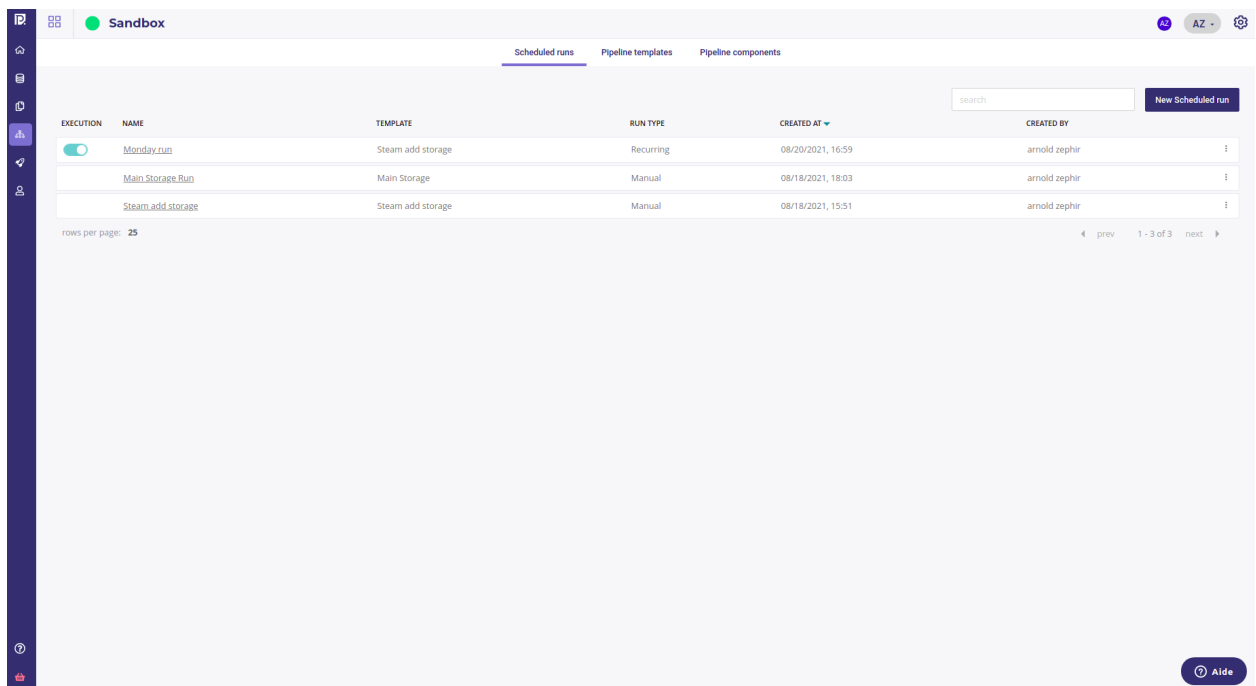 Sandbox
AZ
AZ
Scheduled runs
Pipeline templates
Pipeline components
search
New Scheduled run
EXECUTION NAME TEMPLATE RUN TYPE CREATED AT CREATED BY
Monday run Steam add storage Recurring 08/20/2021, 16:59 arnold zephir
Main Storage Run Main Storage Manual 08/18/2021, 18:03 arnold zephir
Steam add storage Steam add storage Manual 08/18/2021, 15:51 arnold zephir
rows per page: 25 prev 1 - 3 of 3 next
Aide